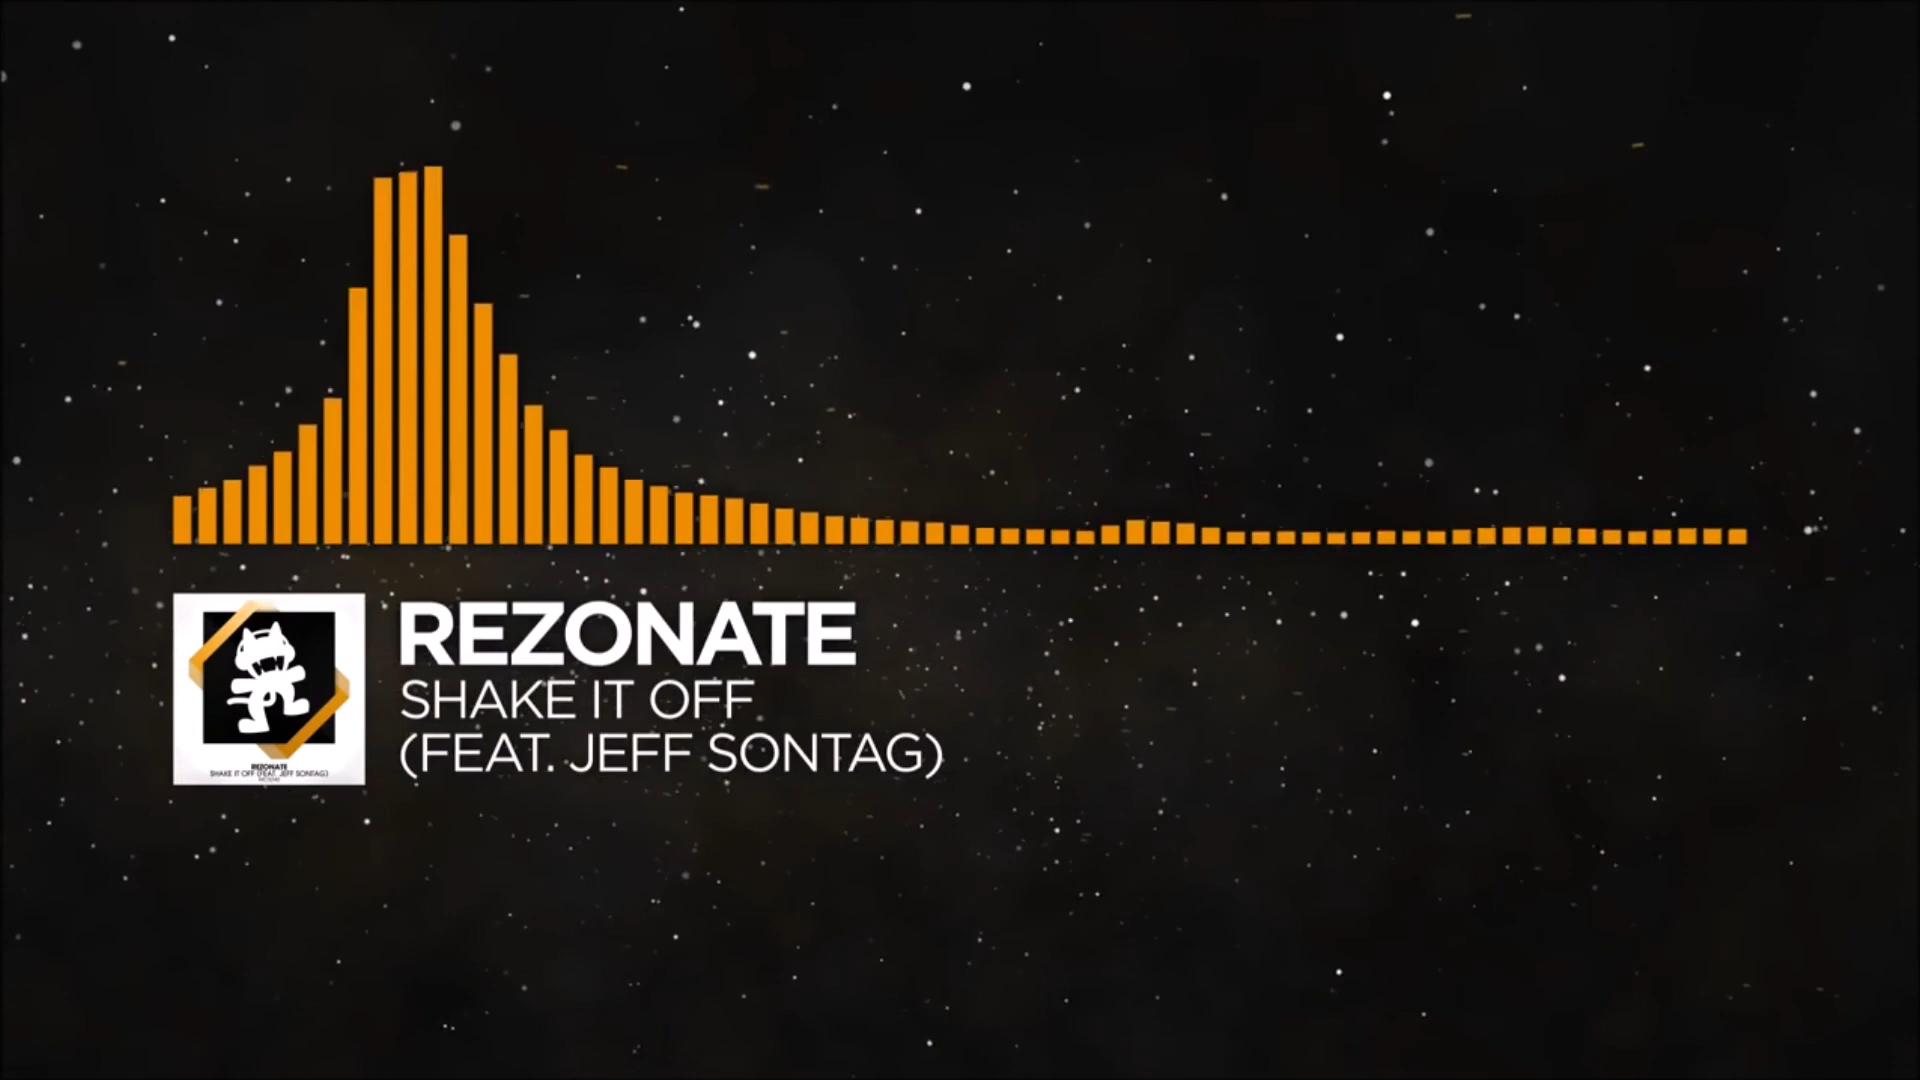 REZONATE
SHAKE IT OFF
(FEAT. JEFF SONTAG)
REZONATE
SHAKE IT OFF (FEAT. JEFF SONTAG)